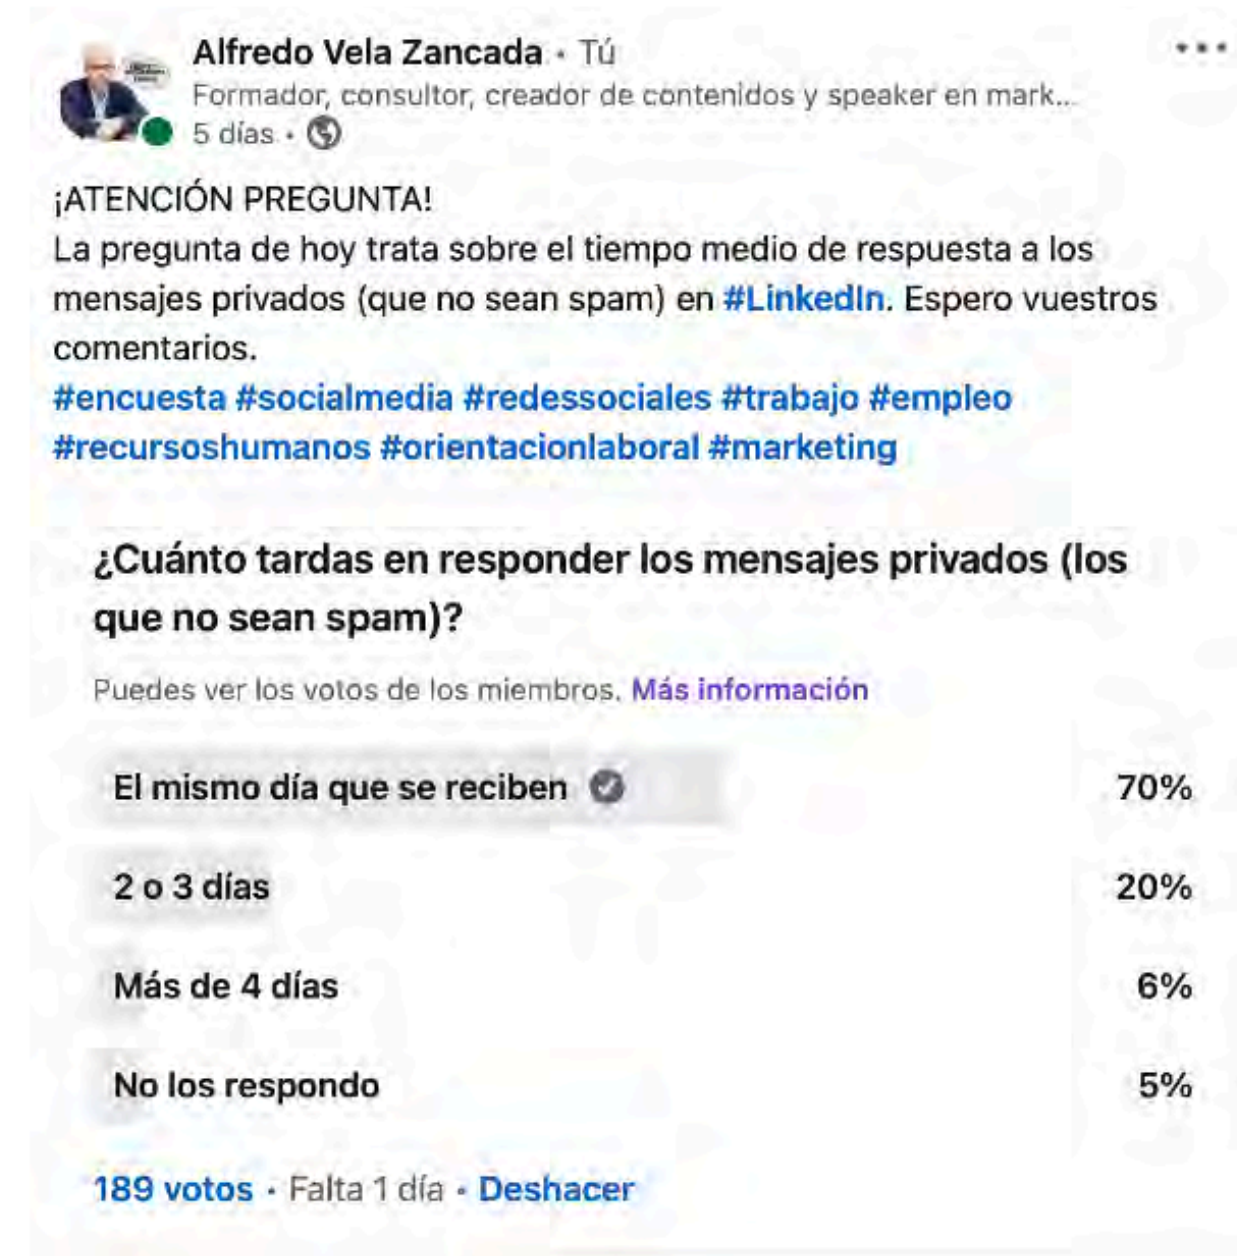 Alfredo Vela Zancada • Tú
Formador, consultor, creador de contenidos y speaker en mark...
5 días •
¡ATENCIÓN PREGUNTA!
La pregunta de hoy trata sobre el tiempo medio de respuesta a los
mensajes privados (que no sean spam) en #LinkedIn. Espero vuestros
comentarios.
#encuesta #socialmedia #redessociales #trabajo #empleo
#recursoshumanos #orientacionlaboral #marketing
¿Cuánto tardas en responder los mensajes privados (los
que no sean spam)?
Puedes ver los votos de los miembros. Más información
El mismo día que se reciben 70%
2 o 3 días 20%
Más de 4 días 6%
No los respondo 5%
189 votos • Falta 1 día • Deshacer